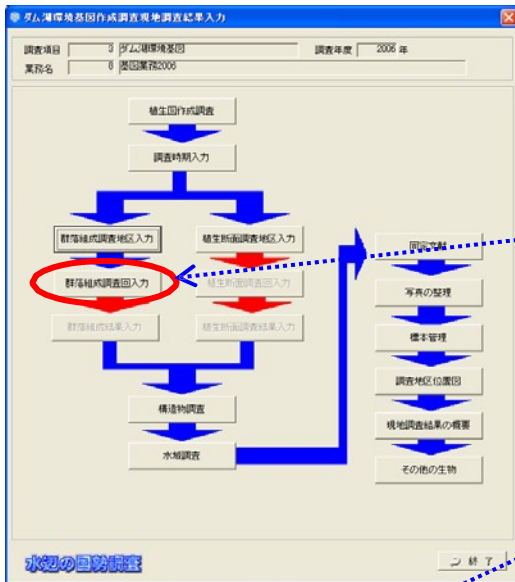 ダム湖環境基図作成調査現地調査結果入力
調査項目 3 ダム湖環境基図 調査年度 2006 年
業務名 8 基図業務2006
植生図作成調査
調査時期入力
群落組成調査地区入力
植生断面調査地区入力
群落組成調査回入力
植生断面調査回入力
群落組成結果入力
植生断面調査結果入力
構造物調査
水域調査
同定文献
写真の整理
標本管理
調査地区位置図
現地調査結果の概要
その他の生物
水辺の国勢調査
終了